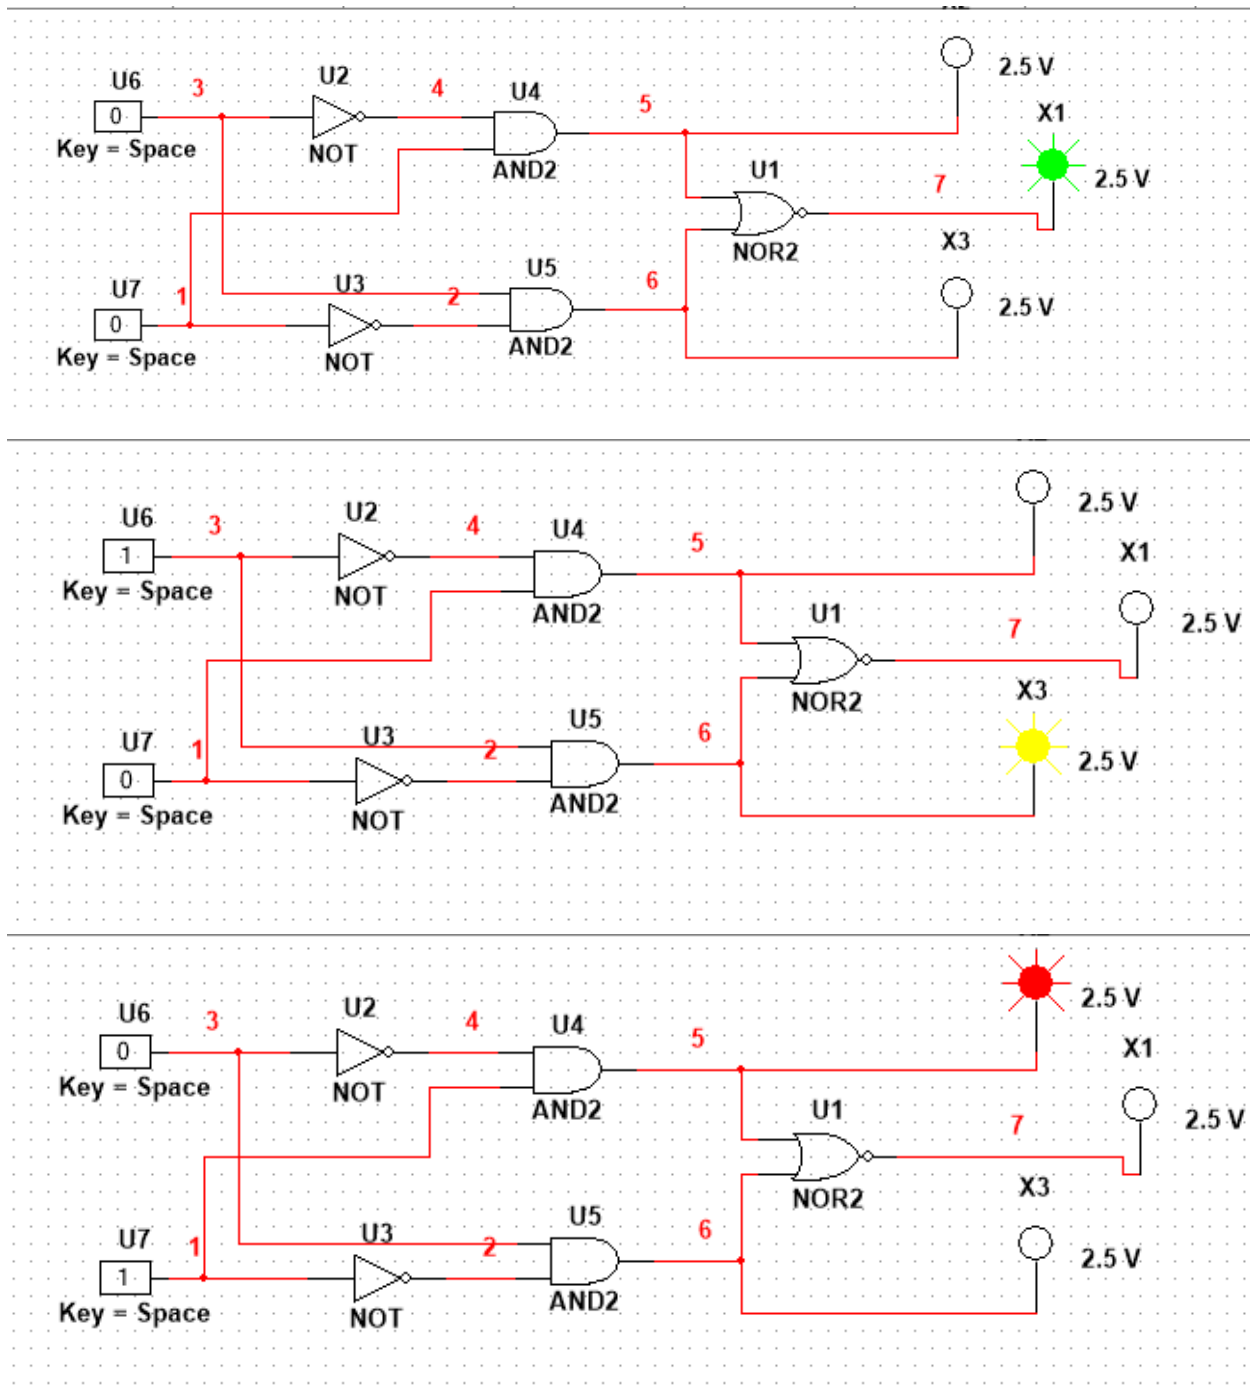 2.5 V
U6
3
U2
4
U4
5
X1
0
Key = Space
NOT
AND2
U1
7
2.5 V
NOR2
X3
U7
1
U3
2
U5
6
2.5 V
0
Key = Space
NOT
AND2
2.5 V
U6
3
U2
4
U4
5
X1
1
Key = Space
NOT
AND2
U1
7
2.5 V
NOR2
X3
U7
1
U3
2
U5
6
2.5 V
0
Key = Space
NOT
AND2
2.5 V
U6
3
U2
4
U4
5
X1
0
Key = Space
NOT
AND2
U1
7
2.5 V
NOR2
X3
U7
1
U3
2
U5
6
2.5 V
1
Key = Space
NOT
AND2